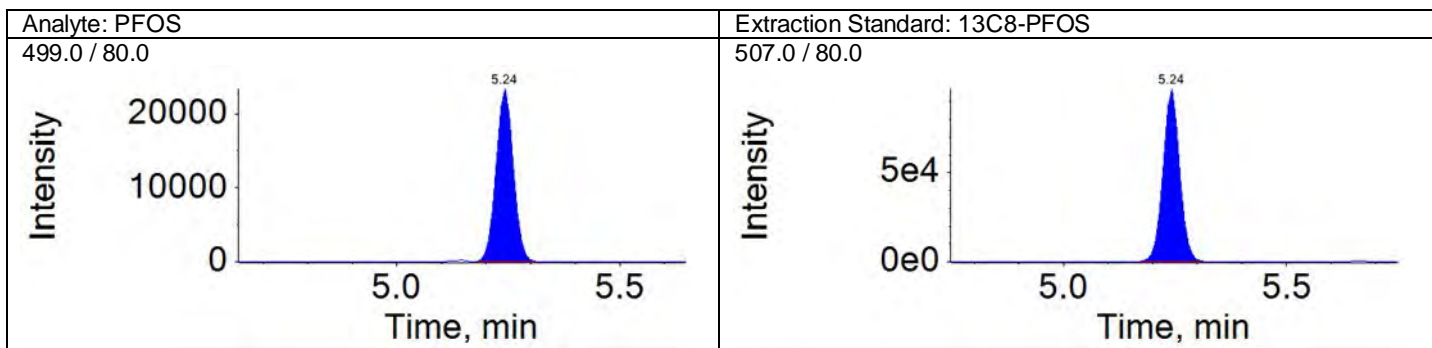 Analyte: PFOS
Extraction Standard: 13C8-PFOS
499.0 / 80.0
5.24
20000
10000
0
Intensity
5.0
5.5
Time, min
507.0 / 80.0
5.24
5e4
0e0
Intensity
5.0
5.5
Time, min